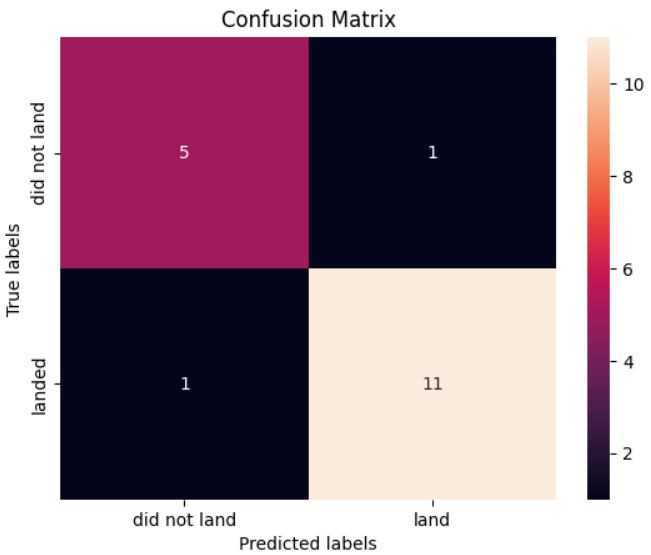 Confusion Matrix
did not land
landed
True labels
5
1
1
11
did not land
land
Predicted labels
10
8
6
4
2